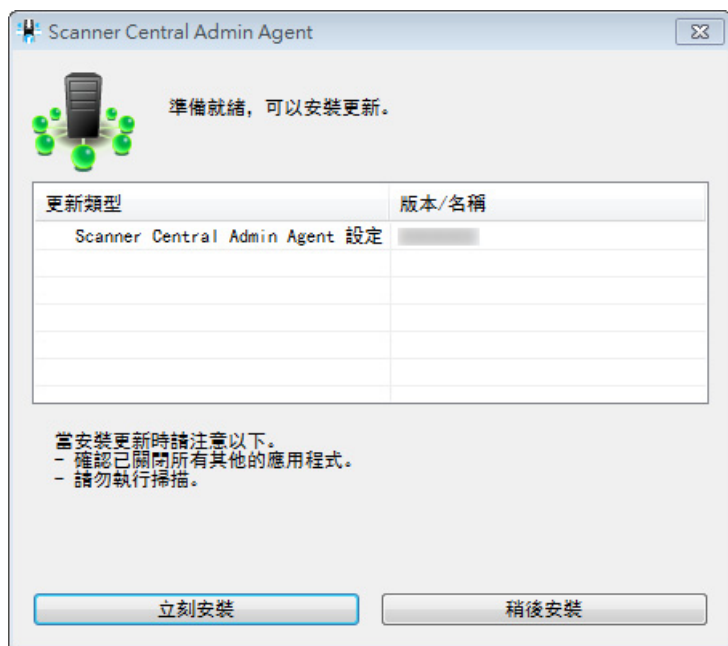 Scanner Central Admin Agent
準備就緒，可以安裝更新。
更新類型 版本/名稱
Scanner Central Admin Agent 設定
當安裝更新時請注意以下。
- 確認已關閉所有其他的應用程式。
- 請勿執行掃描。
立刻安裝 稍後安裝